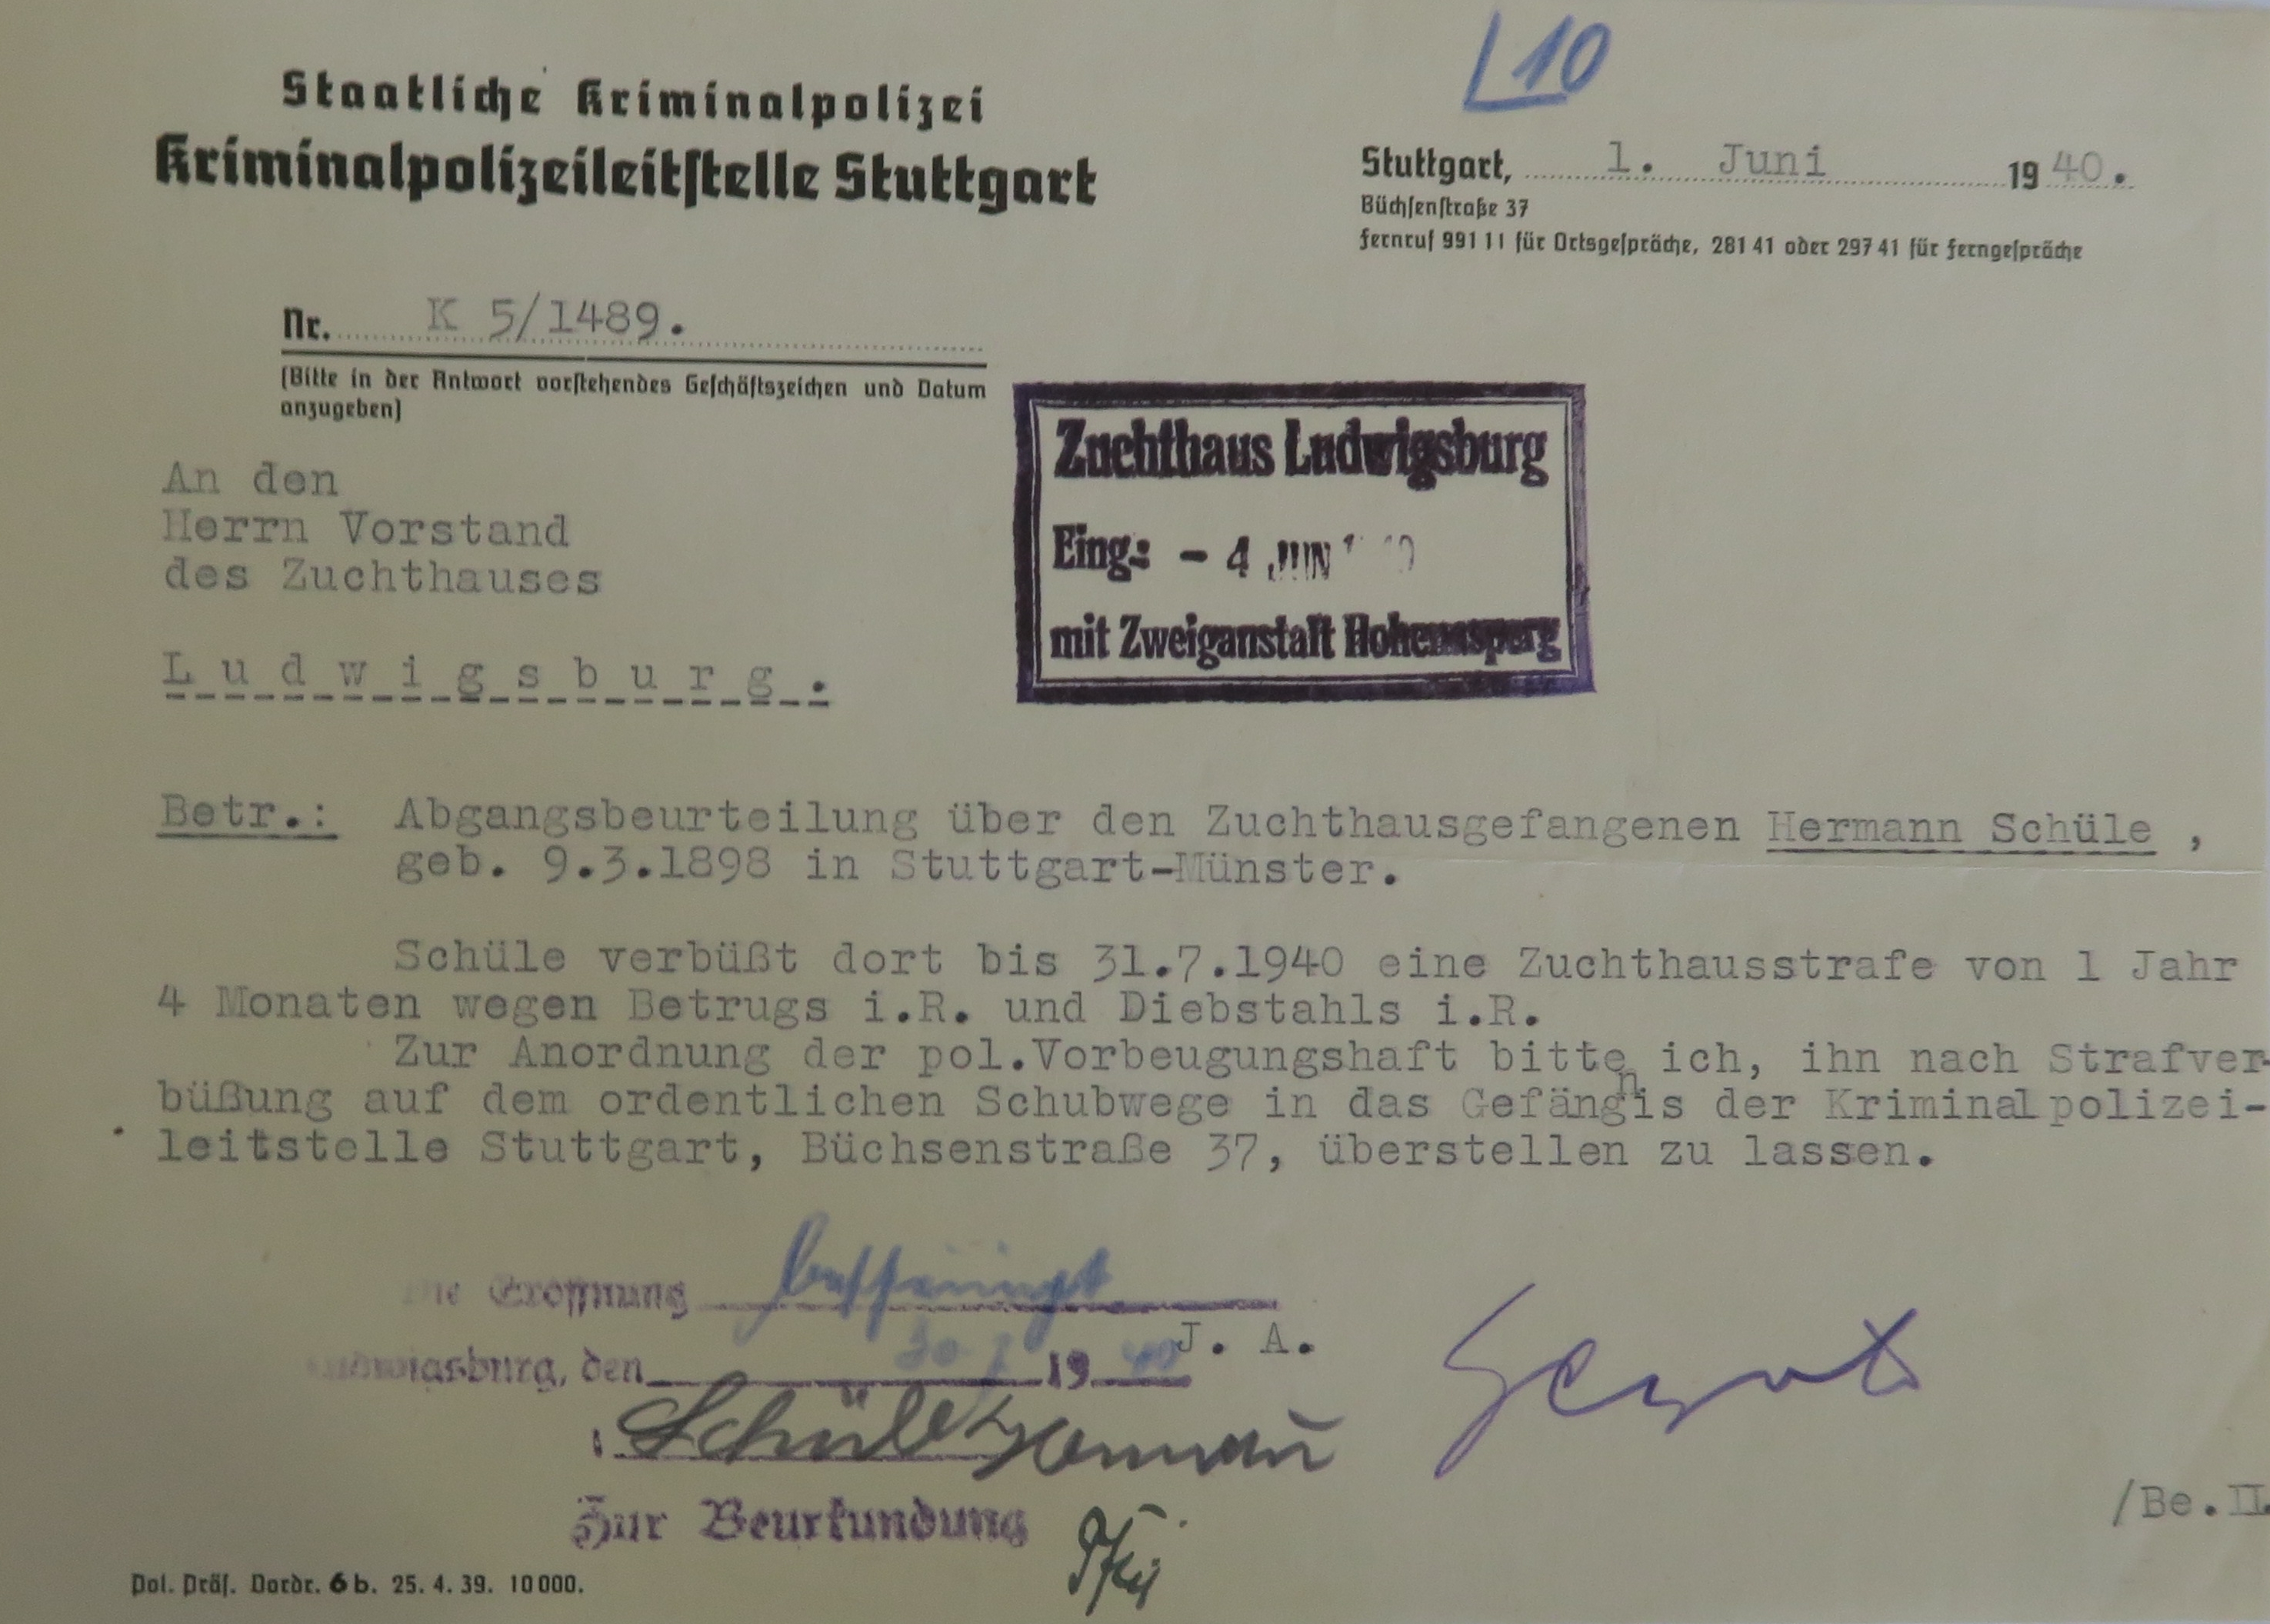 L10
Staatliche Kriminalpolizei
Kriminalpolizeileitstelle Stuttgart
Stuttgart, 1. Juni 1940.
Büchsenstraße 37
Fernruf 991 11 für Ortsgespräche, 281 41 oder 297 41 für Ferngespräche
Nr. K 5/1489.
(Bitte in der Antwort vorstehendes Geschäftszeichen und Datum
anzugeben)
An den
Herrn Vorstand
des Zuchthauses
Ludwigsburg.
Zuchthaus Ludwigsburg
Eing.: - 4 JUN
mit Zweiganstalt Hohenasperg
Betr.: Abgangsbeurteilung über den Zuchthausgefangenen Hermann Schüle ,
geb. 9.3.1898 in Stuttgart-Münster.
Schüle verbüßt dort bis 31.7.1940 eine Zuchthausstrafe von 1 Jahr
4 Monaten wegen Betrugs i.R. und Diebstahls i.R.
Zur Anordnung der pol.Vorbeugungshaft bitte ich, ihn nach Strafver-
büßung auf dem ordentlichen Schubwege in das Gefängnis der Kriminalpolizei-
leitstelle Stuttgart, Büchsenstraße 37, überstellen zu lassen.
Eröffnung bescheinigt
J. A.
Ludwigsburg, den 19 40
Schüle Hermann
Zur Beurkundung
/Be.II
Pol. Präs. Vordr. 6 b. 25. 4. 39. 10 000.